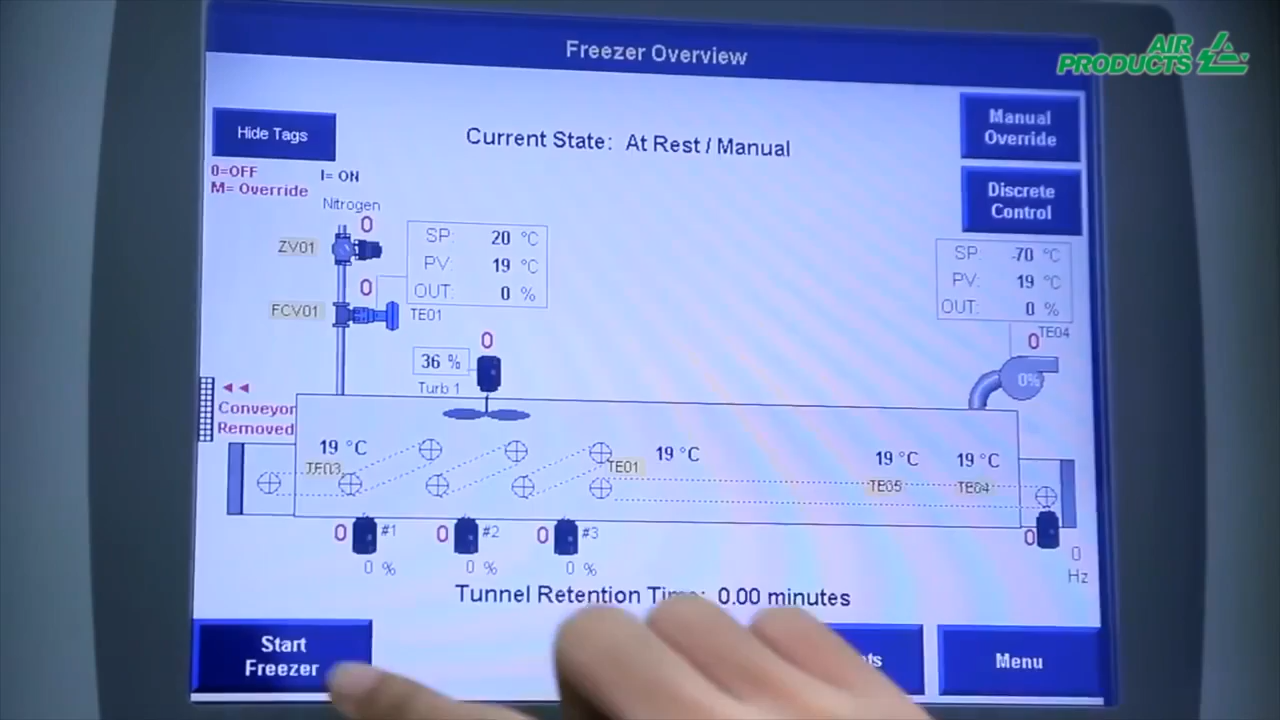 Freezer Overview
AIR
PRODUCTS
Hide Tags
Current State: At Rest / Manual
Manual
Override
0=OFF
I= ON
M= Override
Discrete
Control
Nitrogen
0
ZV01
SP: 20 °C
PV: 19 °C
OUT: 0 %
SP: -70 °C
PV: 19 °C
OUT: 0 %
0
FCV01
TE01
0
TE04
0
36 %
Turb 1
0%
Conveyor
Removed
19 °C
TE03
TE01
19 °C
19 °C
19 °C
TE05
TE04
0 #1
0 #2
0 #3
0
0 %
0 %
0 %
0
Hz
Tunnel Retention Time: 0.00 minutes
Start
Freezer
Menu